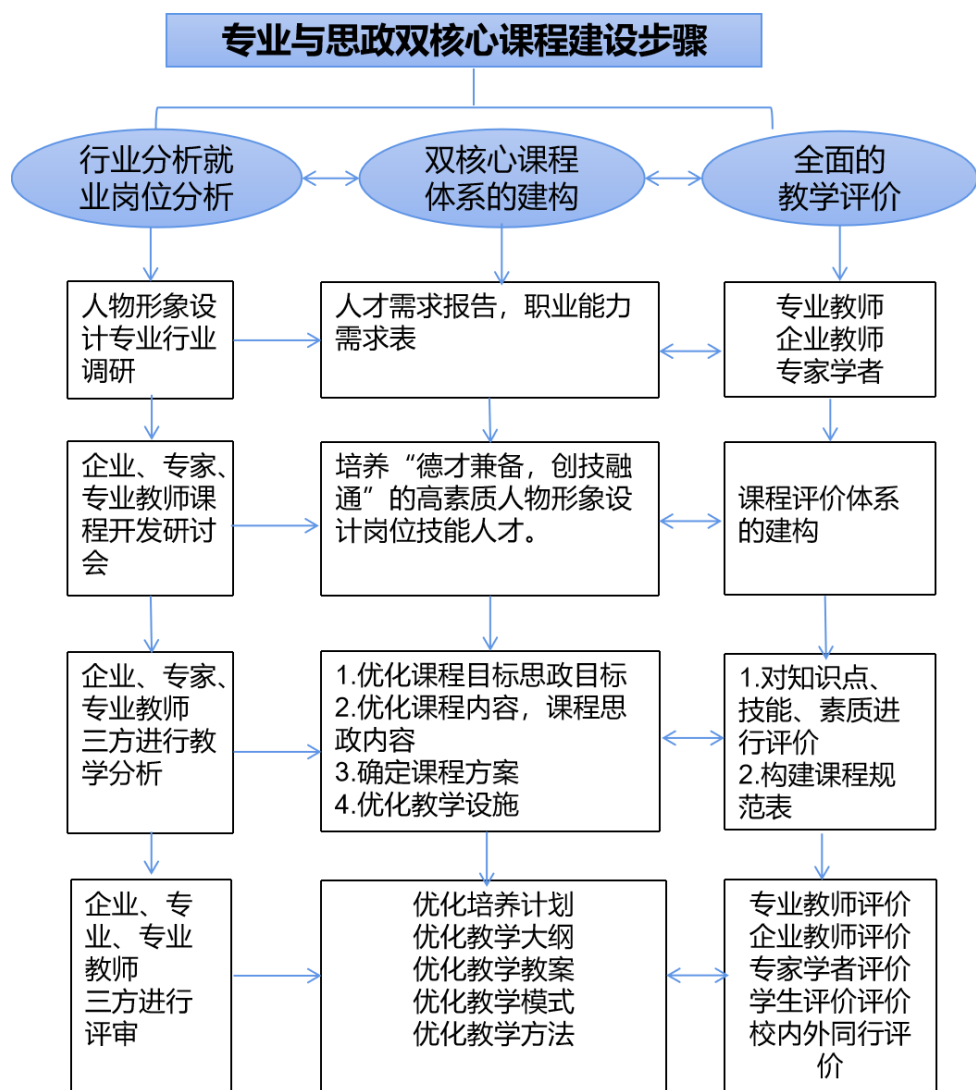 专业与思政双核心课程建设步骤
行业分析就
业岗位分析
双核心课程
体系的建构
全面的
教学评价
人物形象设
计专业行业
调研
人才需求报告，职业能力
需求表
专业教师
企业教师
专家学者
企业、专家、
专业教师课
程开发研讨
会
培养“德才兼备，创技融
通”的高素质人物形象设
计岗位技能人才。
课程评价体系
的建构
企业、专家、
专业教师
三方进行教
学分析
1.优化课程目标思政目标
2.优化课程内容，课程思
政内容
3.确定课程方案
4.优化教学设施
1.对知识点、
技能、素质进
行评价
2.构建课程规
范表
企业、专
业、专业
教师
三方进行
评审
优化培养计划
优化教学大纲
优化教学教案
优化教学模式
优化教学方法
专业教师评价
企业教师评价
专家学者评价
学生评价评价
校内外同行评
价